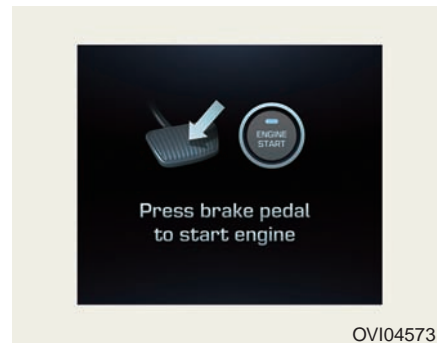 ENGINE
START
Press brake pedal
to start engine
OVI04573